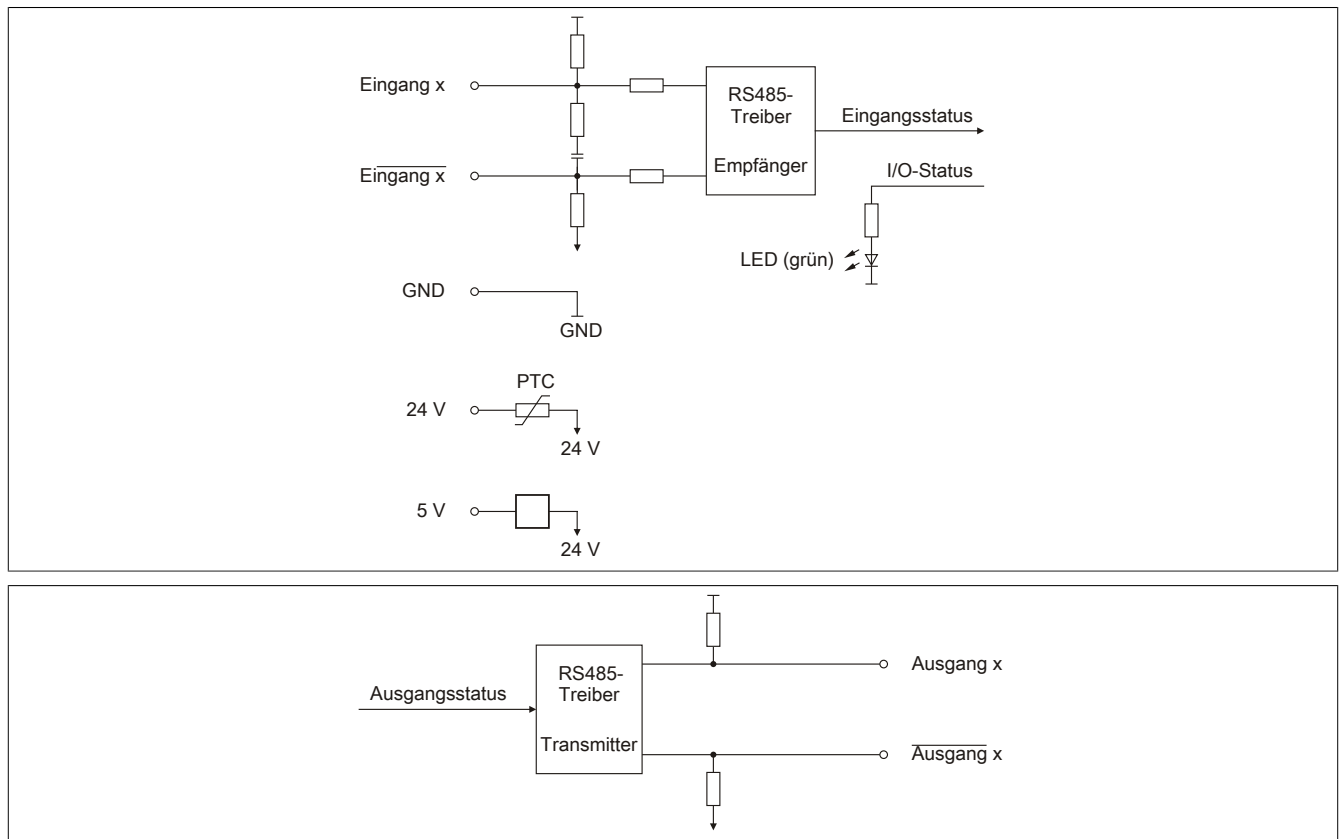 Eingang x
RS485-
Treiber
Empfänger
Eingangsstatus
Eingang x
I/O-Status
LED (grün)
GND
GND
PTC
24 V
24 V
5 V
24 V
Ausgangsstatus
RS485-
Treiber
Transmitter
Ausgang x
Ausgang x